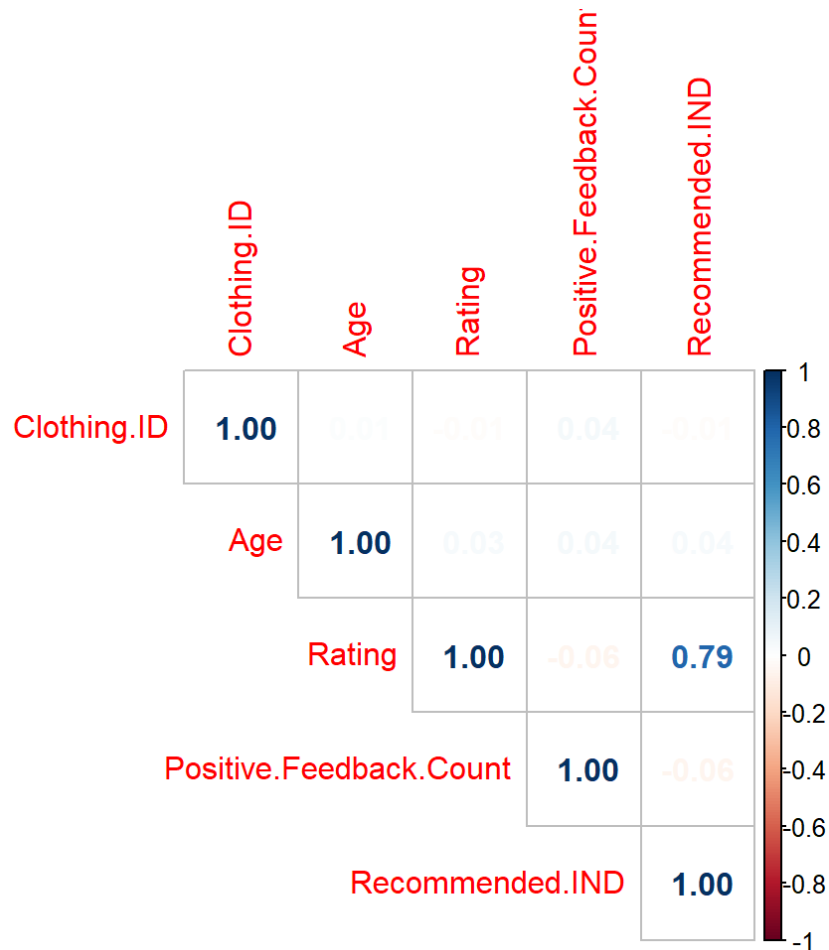 Clothing.ID
Age
Rating
Positive.Feedback.Coun
Recommended.IND
Clothing.ID 1.00 0.01 -0.01 0.04 -0.01
Age 1.00 0.03 0.04 0.04
Rating 1.00 -0.06 0.79
Positive.Feedback.Count 1.00 -0.06
Recommended.IND 1.00
1
0.8
0.6
0.4
0.2
0
-0.2
-0.4
-0.6
-0.8
-1